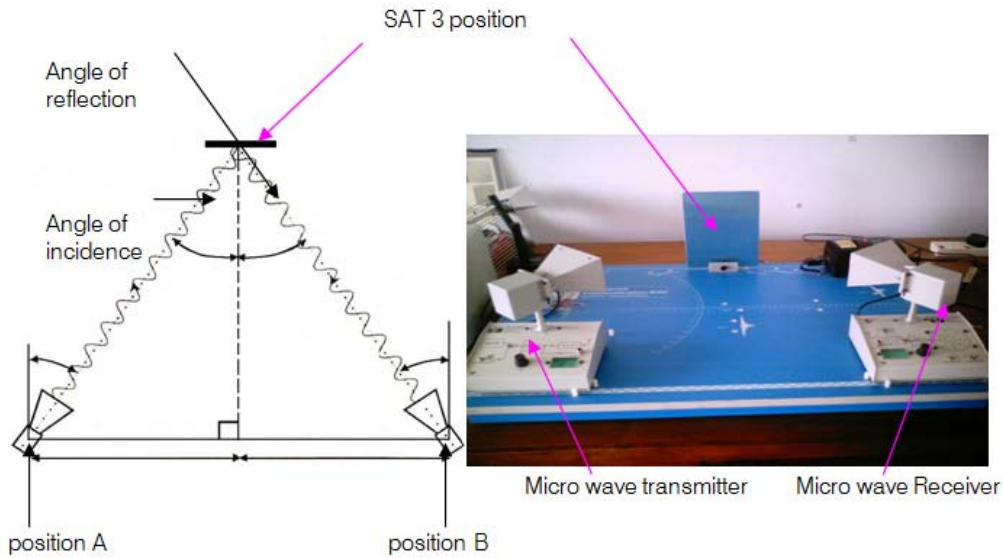 SAT 3 position
Angle of
reflection
Angle of
incidence
Micro wave transmitter
Micro wave Receiver
position A
position B